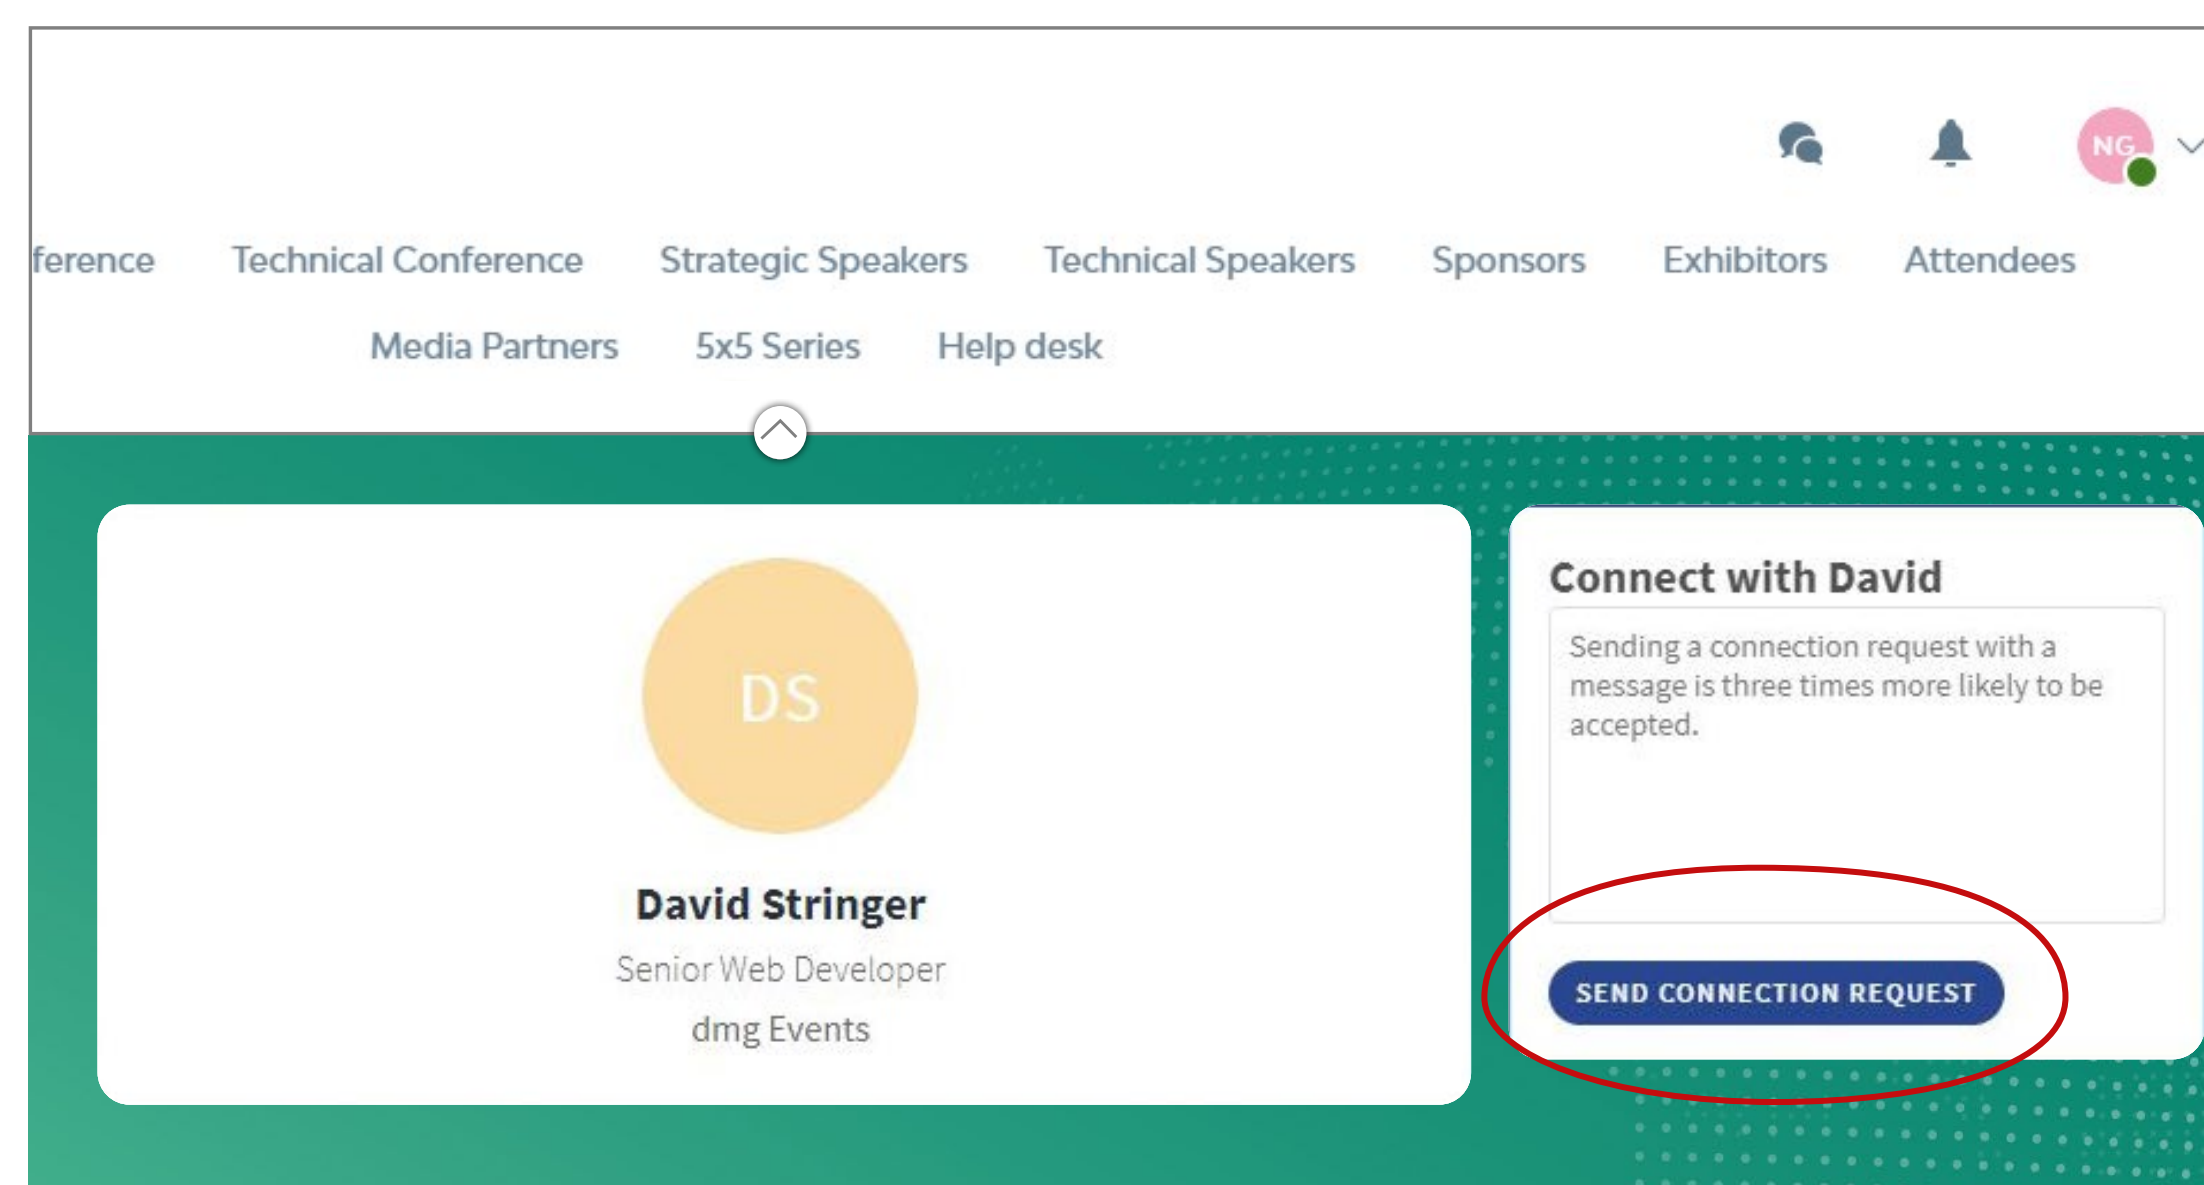 NG
ference Technical Conference Strategic Speakers Technical Speakers Sponsors Exhibitors Attendees
Media Partners 5x5 Series Help desk
DS
David Stringer
Senior Web Developer
dmg Events
Connect with David
Sending a connection request with a
message is three times more likely to be
accepted.
SEND CONNECTION REQUEST